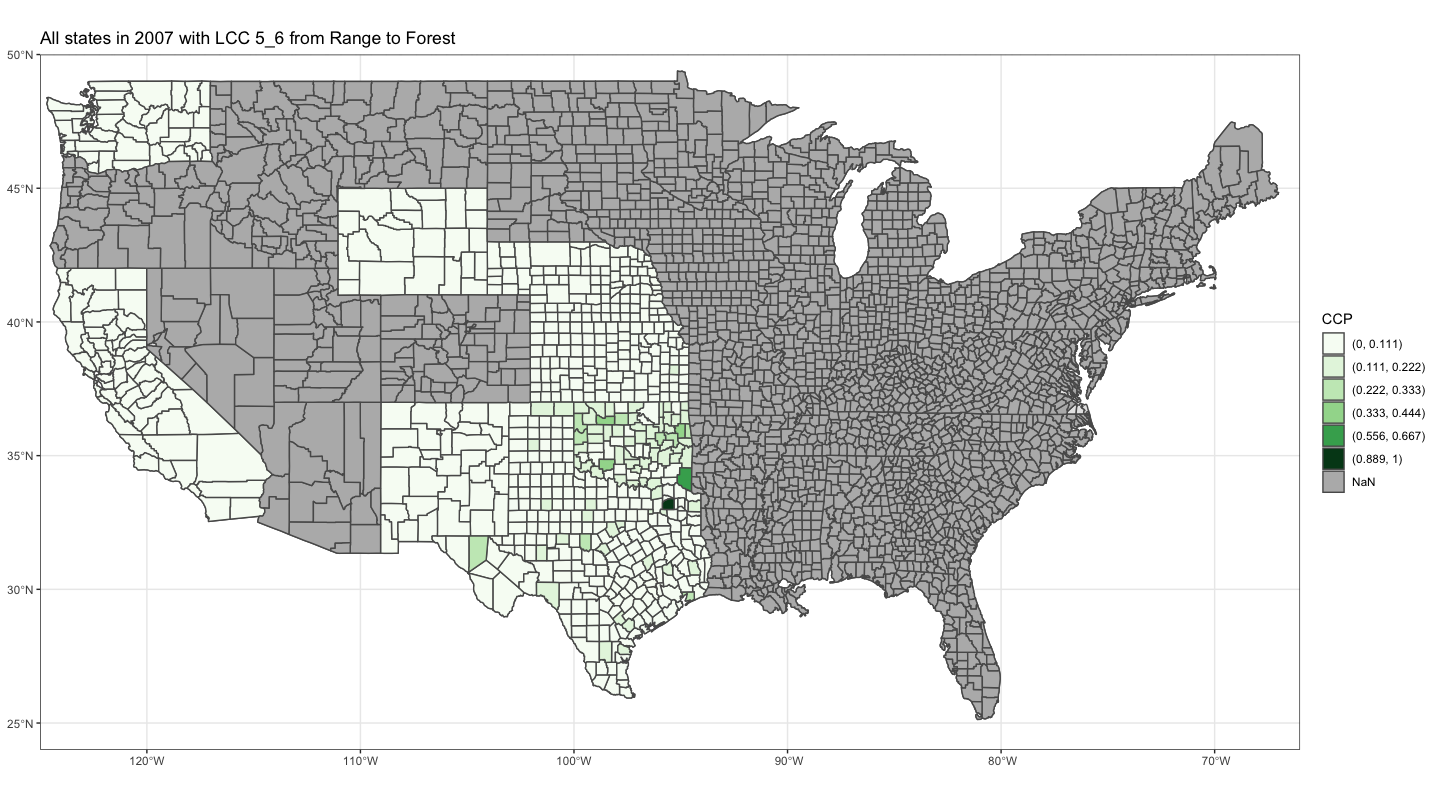 All states in 2007 with LCC 5_6 from Range to Forest
50°N
45°N
40°N
35°N
30°N
25°N
120°W
110°W
100°W
90°W
80°W
70°W
CCP
(0, 0.111)
(0.111, 0.222)
(0.222, 0.333)
(0.333, 0.444)
(0.556, 0.667)
(0.889, 1)
NaN